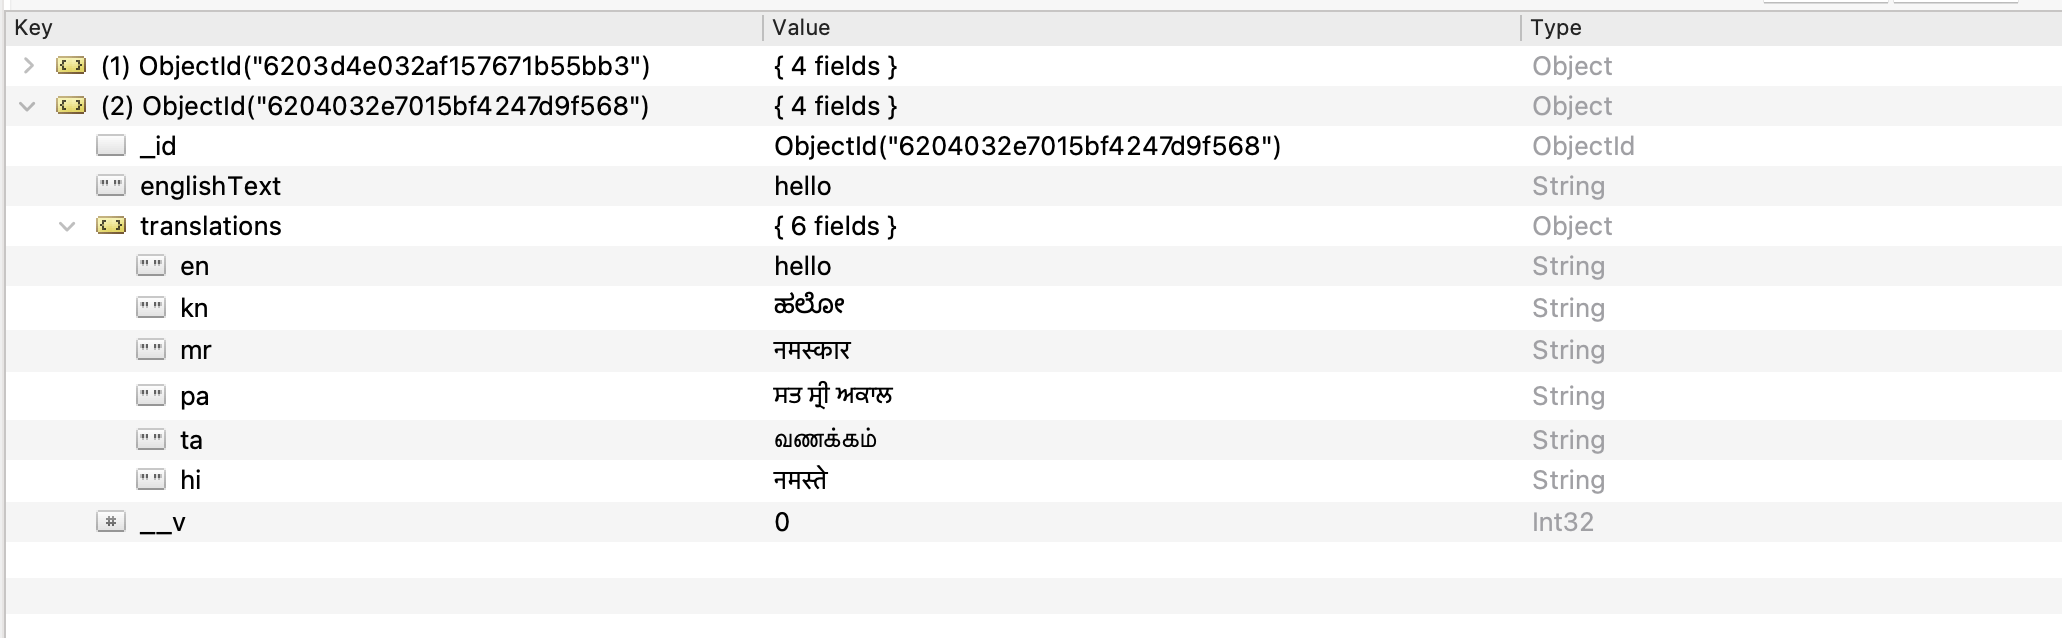 Key Value Type
(1) ObjectId("6203d4e032af157671b55bb3") { 4 fields } Object
(2) ObjectId("6204032e7015bf4247d9f568") { 4 fields } Object
_id ObjectId("6204032e7015bf4247d9f568") ObjectId
englishText hello String
translations { 6 fields } Object
en hello String
kn ಹಲೋ String
mr नमस्कार String
pa ਸਤ ਸ੍ਰੀ ਅਕਾਲ String
ta வணக்கம் String
hi नमस्ते String
__v 0 Int32